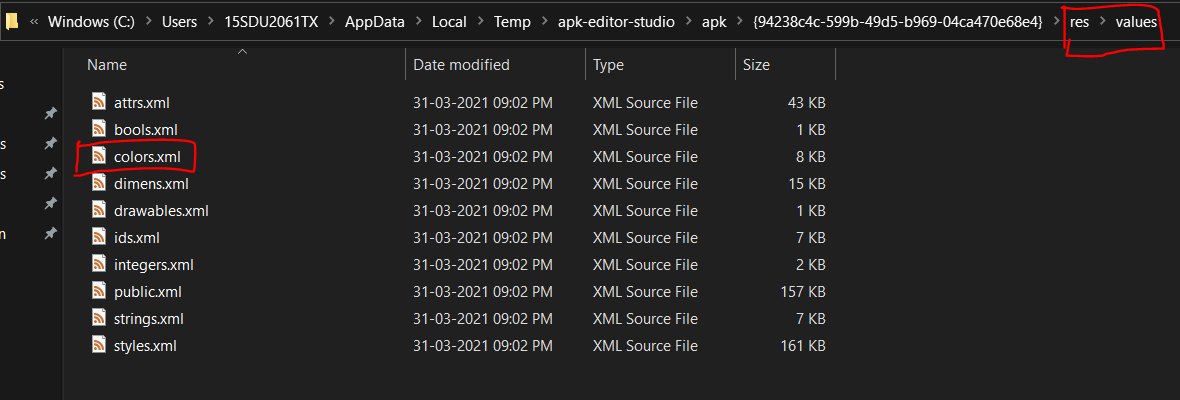 « Windows (C:) > Users > 15SDU2061TX > AppData > Local > Temp > apk-editor-studio > apk > {94238c4c-599b-49d5-b969-04ca470e68e4} > res > values
Name Date modified Type Size
s
attrs.xml 31-03-2021 09:02 PM XML Source File 43 KB
bools.xml 31-03-2021 09:02 PM XML Source File 1 KB
s colors.xml 31-03-2021 09:02 PM XML Source File 8 KB
s dimens.xml 31-03-2021 09:02 PM XML Source File 15 KB
drawables.xml 31-03-2021 09:02 PM XML Source File 1 KB
n ids.xml 31-03-2021 09:02 PM XML Source File 7 KB
integers.xml 31-03-2021 09:02 PM XML Source File 2 KB
public.xml 31-03-2021 09:02 PM XML Source File 157 KB
strings.xml 31-03-2021 09:02 PM XML Source File 7 KB
styles.xml 31-03-2021 09:02 PM XML Source File 161 KB